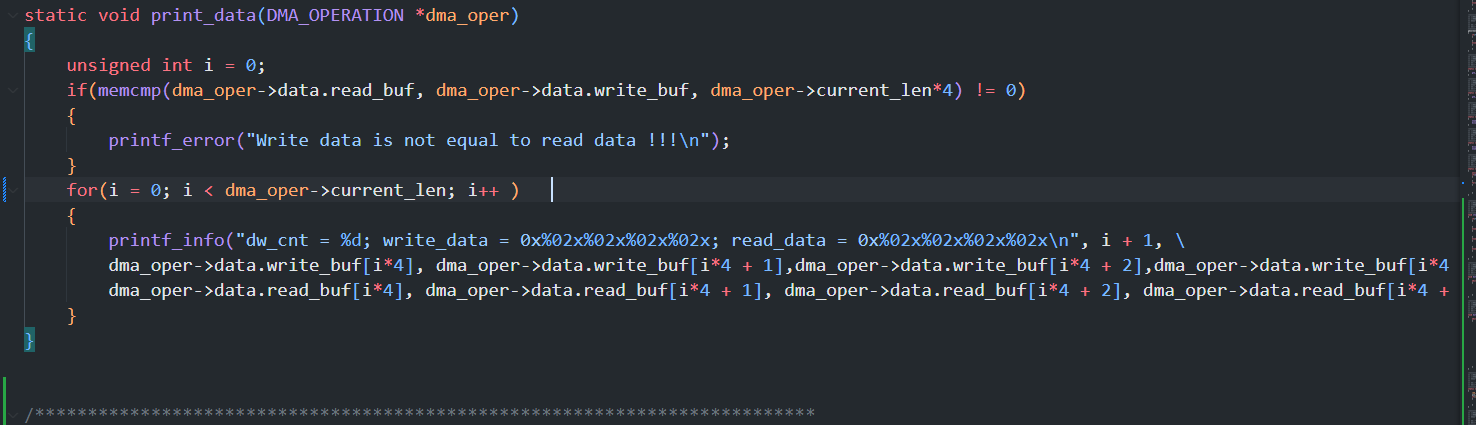 static void print_data(DMA_OPERATION *dma_oper)
{
    unsigned int i = 0;
    if(memcmp(dma_oper->data.read_buf, dma_oper->data.write_buf, dma_oper->current_len*4) != 0)
    {
        printf_error("Write data is not equal to read data !!!\n");
    }
    for(i = 0; i < dma_oper->current_len; i++ )
    {
        printf_info("dw_cnt = %d; write_data = 0x%02x%02x%02x%02x; read_data = 0x%02x%02x%02x%02x\n", i + 1, \
        dma_oper->data.write_buf[i*4], dma_oper->data.write_buf[i*4 + 1],dma_oper->data.write_buf[i*4 + 2],dma_oper->data.write_buf[i*4
        dma_oper->data.read_buf[i*4], dma_oper->data.read_buf[i*4 + 1], dma_oper->data.read_buf[i*4 + 2], dma_oper->data.read_buf[i*4 +
    }
}
/**************************************************************************